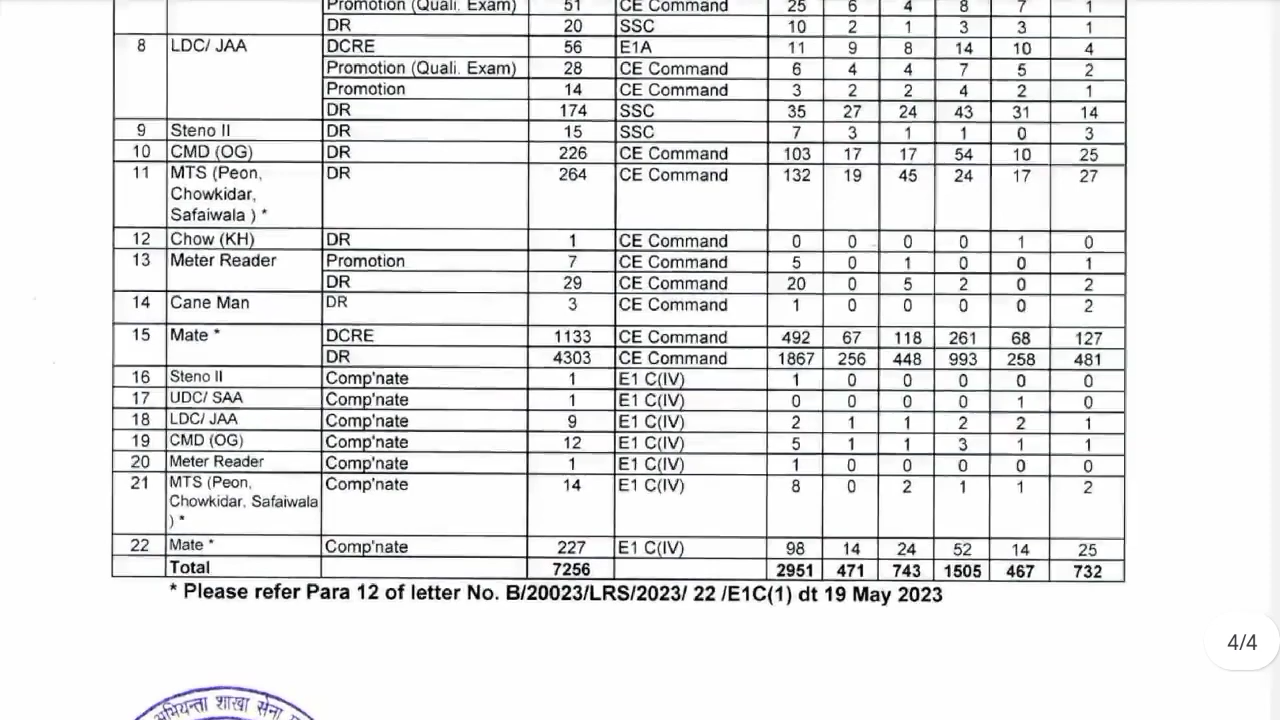 Promotion (Quali. Exam) 51 CE Command 25 6 4 8 7 1
DR 20 SSC 10 2 1 3 3 1
8 LDC/ JAA DCRE 56 E1A 11 9 8 14 10 4
Promotion (Quali. Exam) 28 CE Command 6 4 4 7 5 2
Promotion 14 CE Command 3 2 2 4 2 1
DR 174 SSC 35 27 24 43 31 14
9 Steno II DR 15 SSC 7 3 1 1 0 3
10 CMD (OG) DR 226 CE Command 103 17 17 54 10 25
11 MTS (Peon, DR 264 CE Command 132 19 45 24 17 27
Chowkidar,
Safaiwala ) *
12 Chow (KH) DR 1 CE Command 0 0 0 0 1 0
13 Meter Reader Promotion 7 CE Command 5 0 1 0 0 1
DR 29 CE Command 20 0 5 2 0 2
14 Cane Man DR 3 CE Command 1 0 0 0 0 2
15 Mate * DCRE 1133 CE Command 492 67 118 261 68 127
DR 4303 CE Command 1867 256 448 993 258 481
16 Steno II Comp'nate 1 E1 C(IV) 1 0 0 0 0 0
17 UDC/ SAA Comp'nate 1 E1 C(IV) 0 0 0 0 1 0
18 LDC/ JAA Comp'nate 9 E1 C(IV) 2 1 1 2 2 1
19 CMD (OG) Comp'nate 12 E1 C(IV) 5 1 1 3 1 1
20 Meter Reader Comp'nate 1 E1 C(IV) 1 0 0 0 0 0
21 MTS (Peon, Comp'nate 14 E1 C(IV) 8 0 2 1 1 2
Chowkidar, Safaiwala
) *
22 Mate * Comp'nate 227 E1 C(IV) 98 14 24 52 14 25
Total 7256 2951 471 743 1505 467 732
* Please refer Para 12 of letter No. B/20023/LRS/2023/ 22 /E1C(1) dt 19 May 2023
4/4
अभियन्ता शाखा सेना